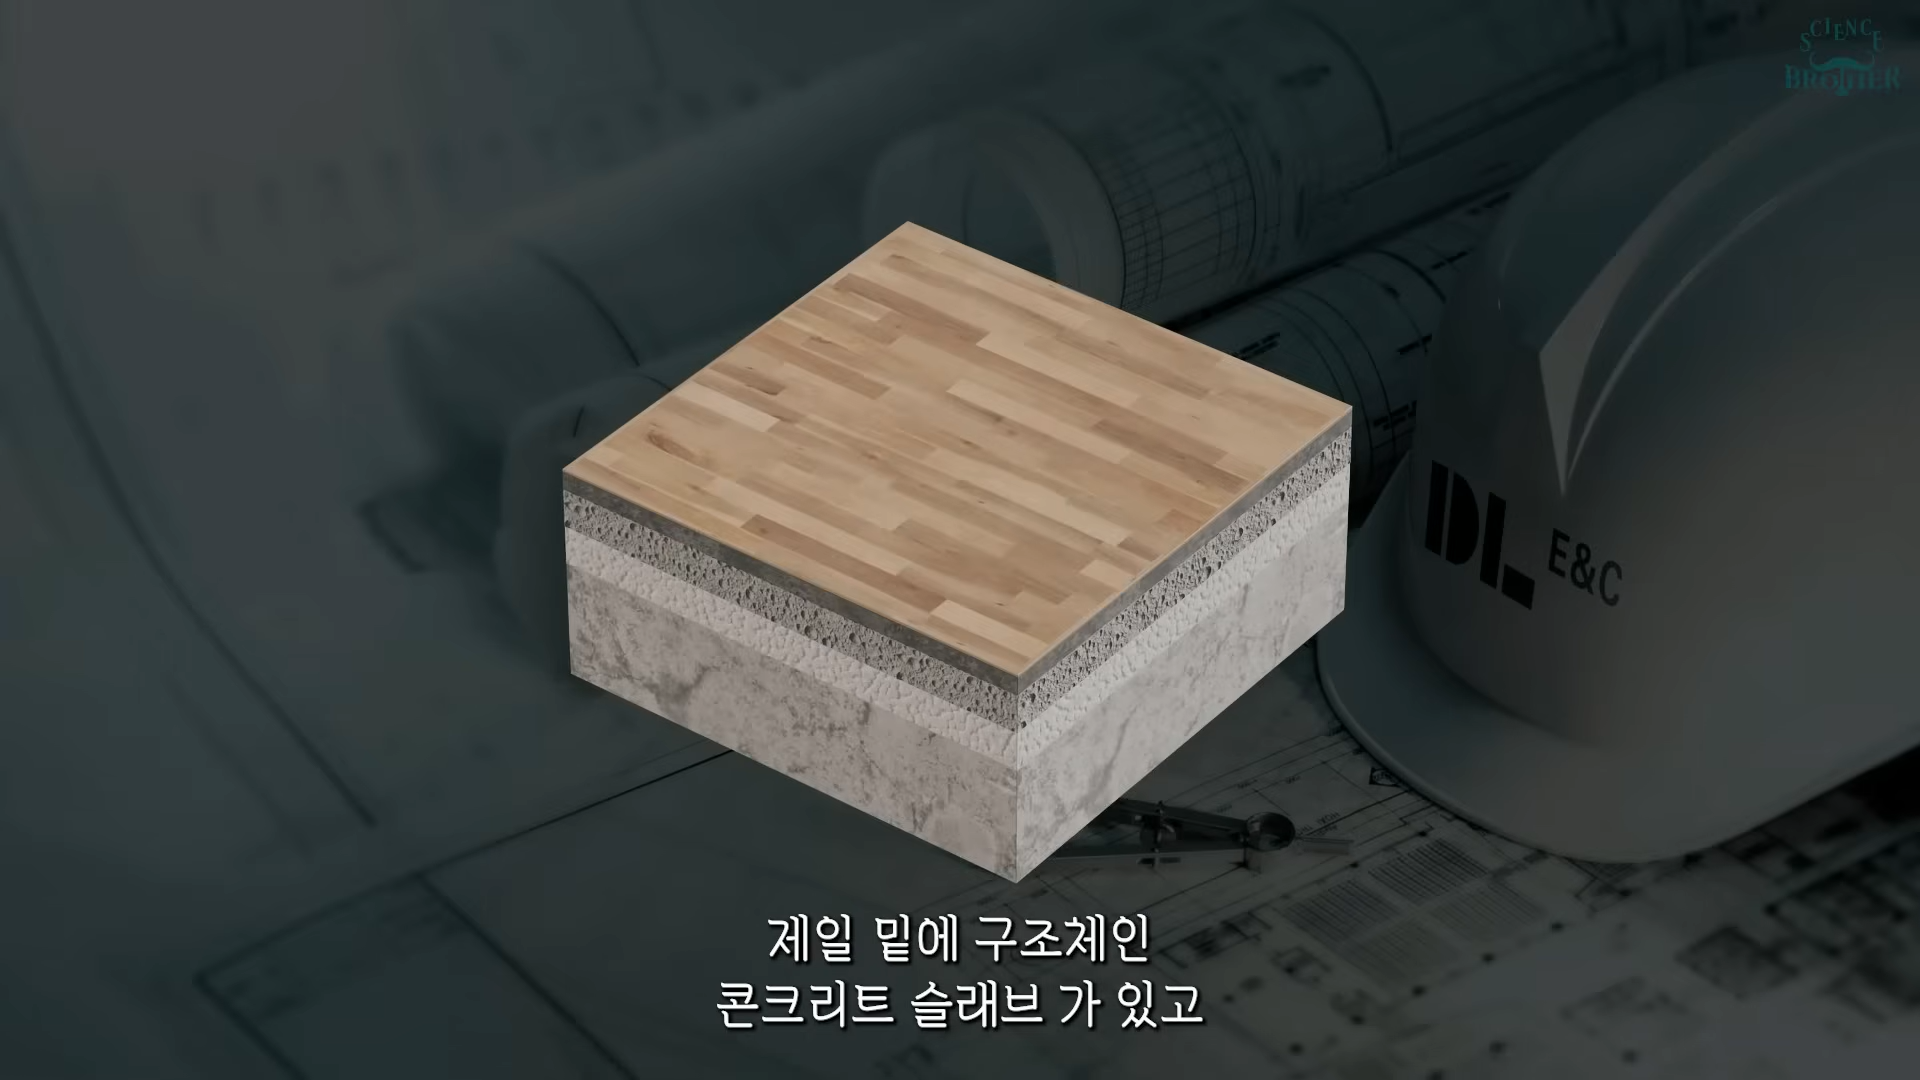 SCIENCE
BROTHER
DL E&C
제일 밑에 구조체인
콘크리트 슬래브 가 있고